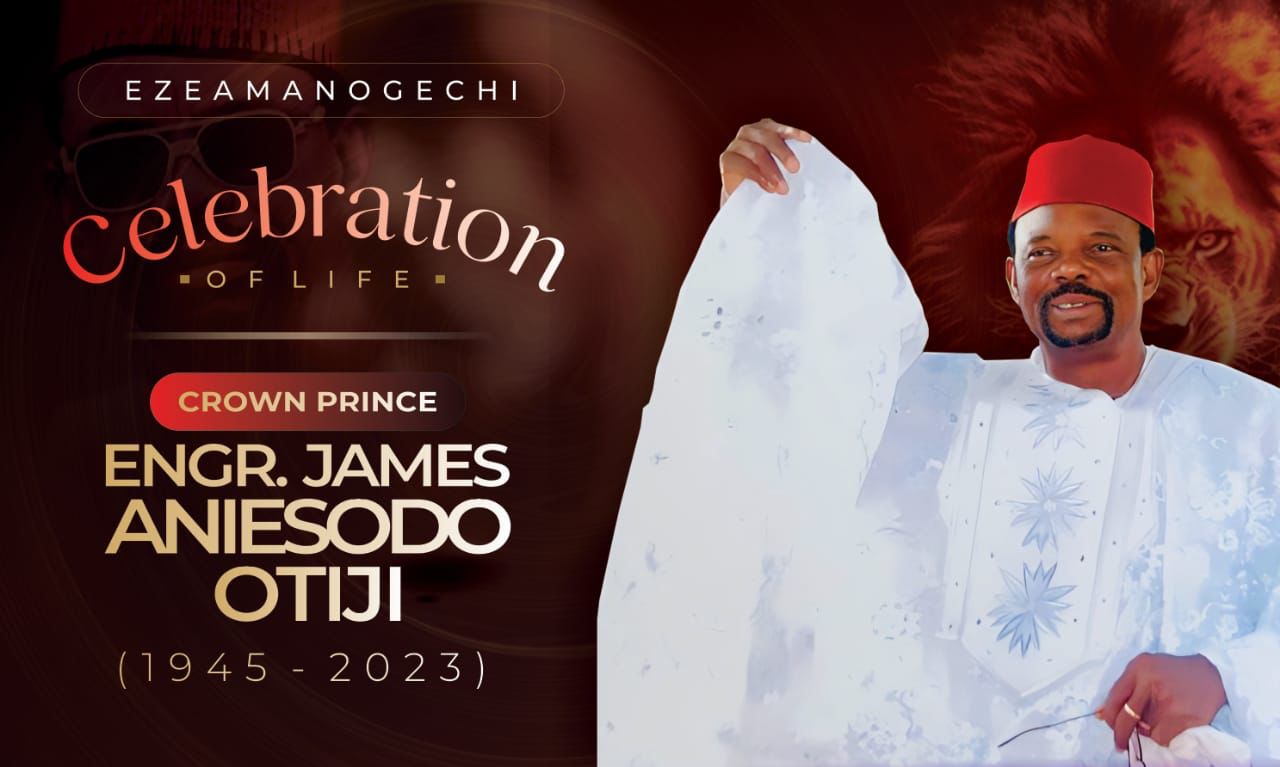 EZEAMANOGECHI
Celebration
OF LIFE
CROWN PRINCE
ENGR. JAMES
ANIESODO
OTIJI
(1945 - 2023)